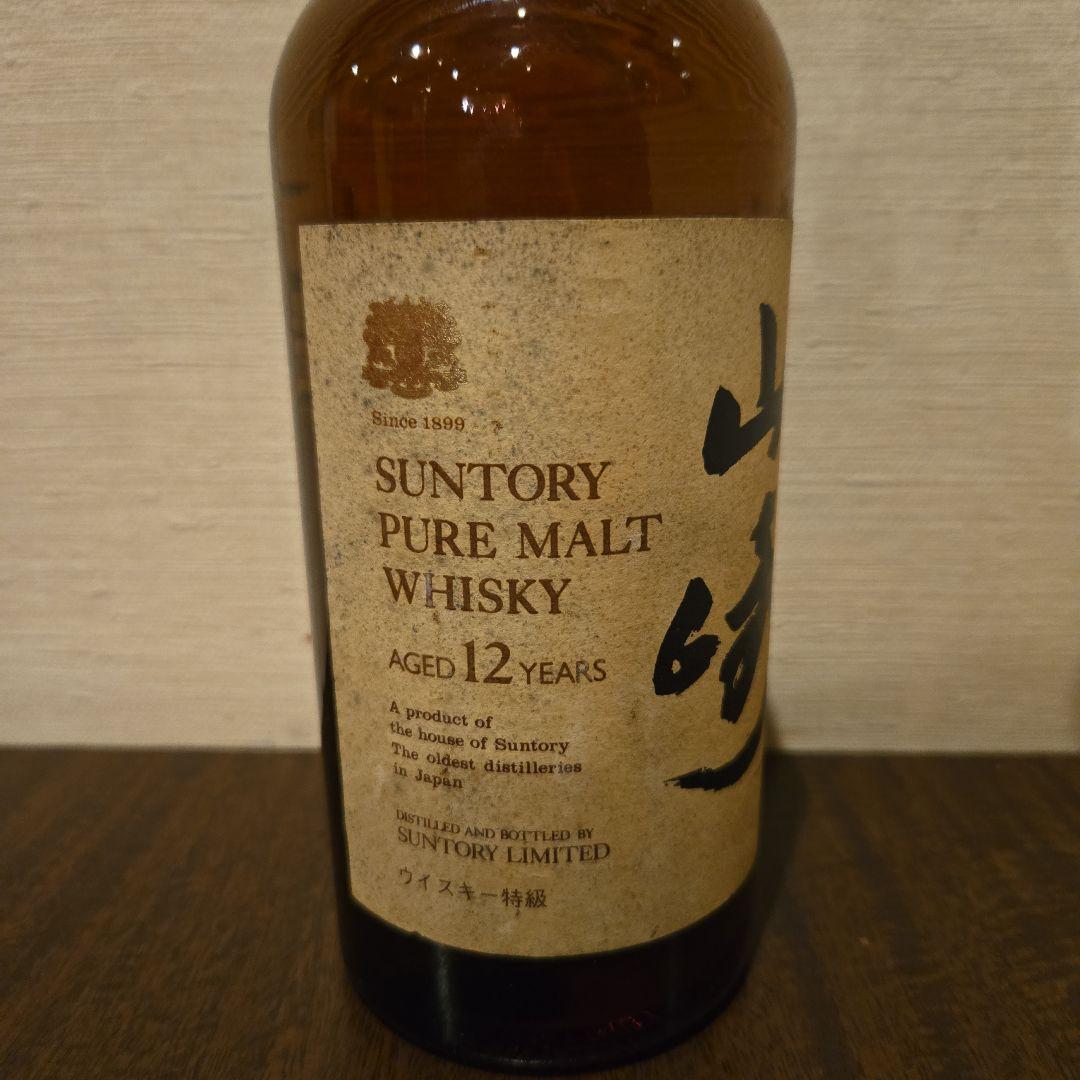 Since 1899
SUNTORY
PURE MALT
WHISKY
AGED 12 YEARS
A product of
the house of Suntory
The oldest distilleries
in Japan
DISTILLED AND BOTTLED BY
SUNTORY LIMITED
ウイスキー特級
山崎